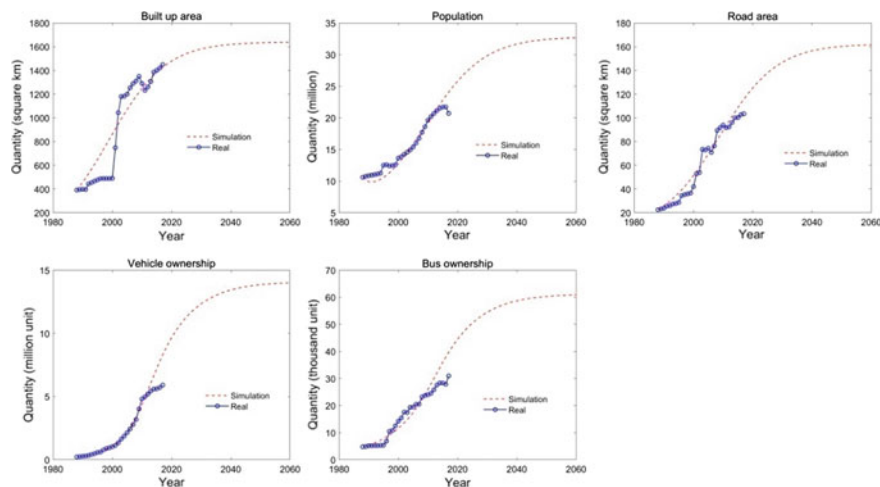 Built up area
Quantity (square km)
1800
1600
1400
1200
1000
800
600
400
200
1980
2000
2020
2040
2060
Year
Simulation
Real
Population
Quantity (million)
35
30
25
20
15
10
5
1980
2000
2020
2040
2060
Year
Simulation
Real
Road area
Quantity (square km)
180
160
140
120
100
80
60
40
20
1980
2000
2020
2040
2060
Year
Simulation
Real
Vehicle ownership
Quantity (million unit)
15
10
5
0
1980
2000
2020
2040
2060
Year
Simulation
Real
Bus ownership
Quantity (thousand unit)
70
60
50
40
30
20
10
0
1980
2000
2020
2040
2060
Year
Simulation
Real